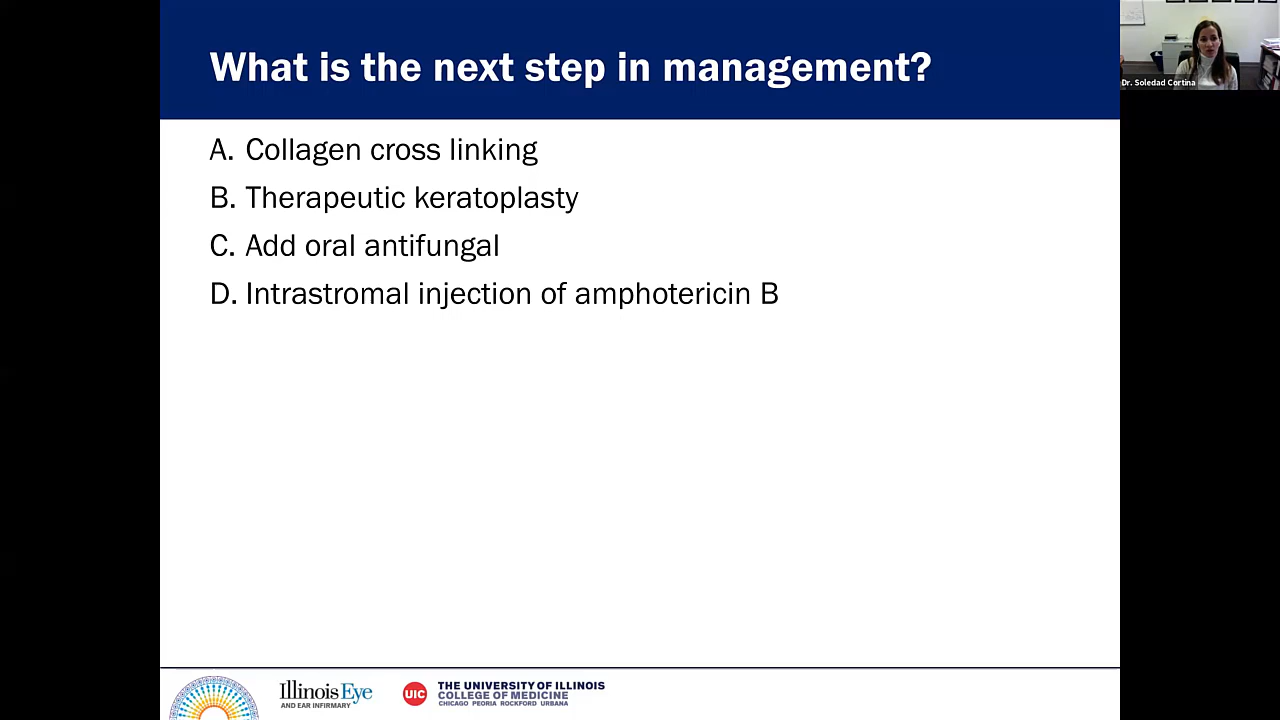 What is the next step in management?
Dr. Soledad Cortina
A. Collagen cross linking
B. Therapeutic keratoplasty
C. Add oral antifungal
D. Intrastromal injection of amphotericin B
Illinois Eye
AND EAR INFIRMARY
UIC
THE UNIVERSITY OF ILLINOIS
COLLEGE OF MEDICINE
CHICAGO PEORIA ROCKFORD URBANA